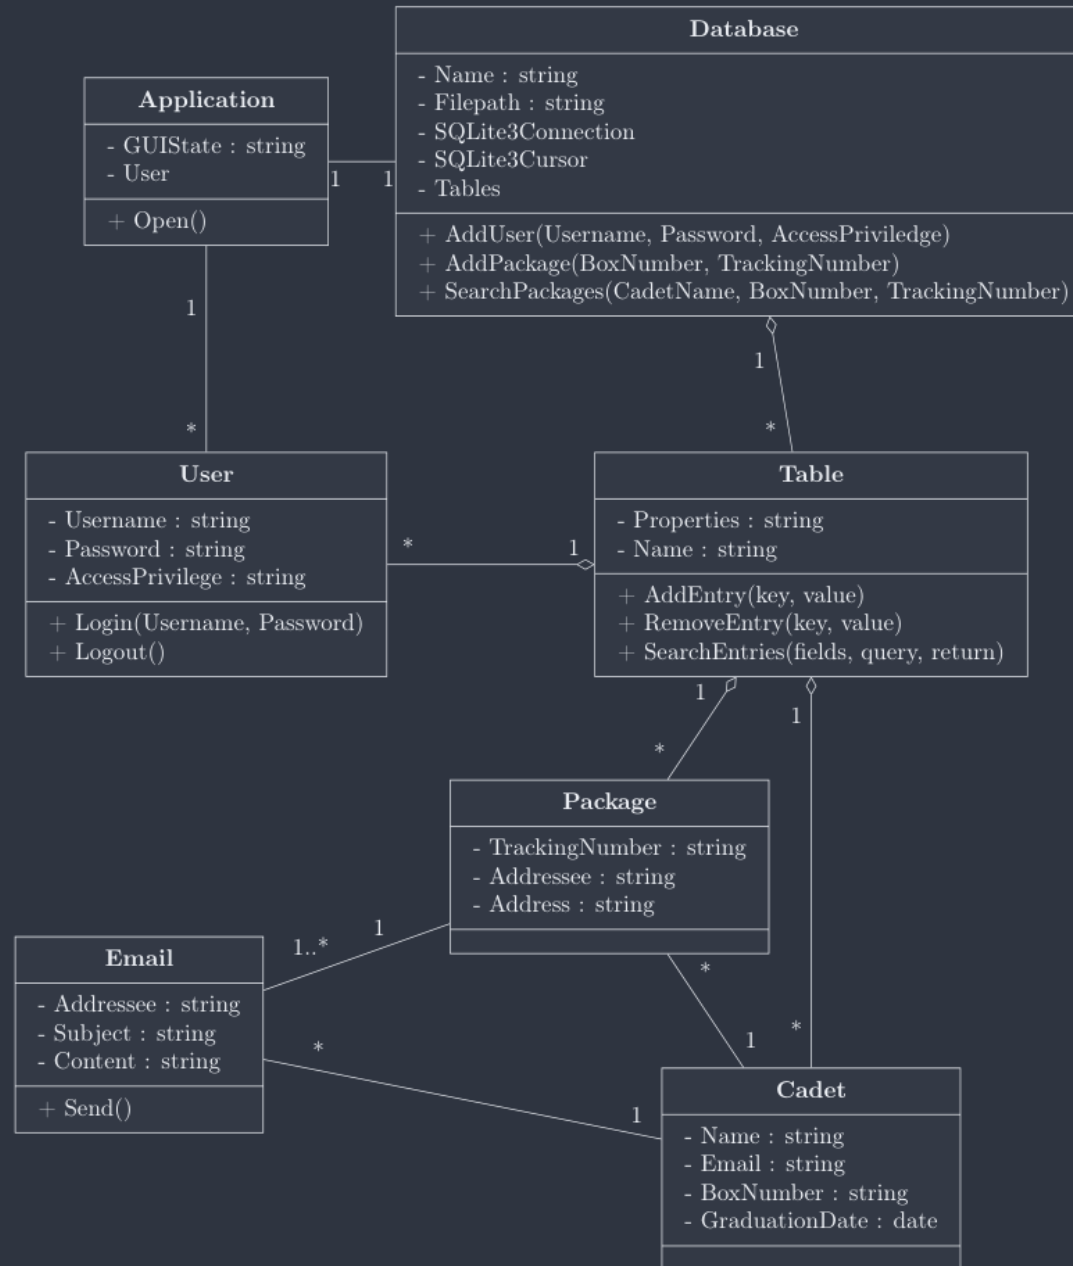 Database
- Name : string
- Filepath : string
- SQLite3Connection
- SQLite3Cursor
- Tables
+ AddUser(Username, Password, AccessPriviledge)
+ AddPackage(BoxNumber, TrackingNumber)
+ SearchPackages(CadetName, BoxNumber, TrackingNumber)
Application
- GUIState : string
- User
+ Open()
1
1
1
*
1
*
User
- Username : string
- Password : string
- AccessPrivilege : string
+ Login(Username, Password)
+ Logout()
*
1
Table
- Properties : string
- Name : string
+ AddEntry(key, value)
+ RemoveEntry(key, value)
+ SearchEntries(fields, query, return)
1
*
1
*
Package
- TrackingNumber : string
- Addressee : string
- Address : string
1..*
1
*
1
Email
- Addressee : string
- Subject : string
- Content : string
+ Send()
*
1
Cadet
- Name : string
- Email : string
- BoxNumber : string
- GraduationDate : date